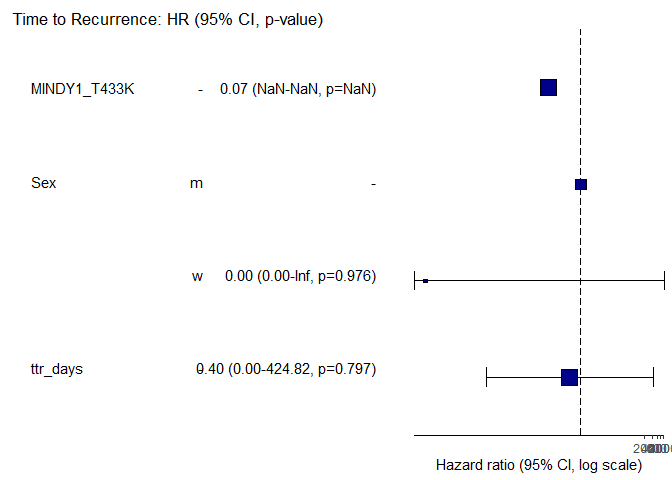 Time to Recurrence: HR (95% CI, p-value)
MINDY1_T433K - 0.07 (NaN-NaN, p=NaN)
Sex m -
w 0.00 (0.00-Inf, p=0.976)
ttr_days 0.40 (0.00-424.82, p=0.797)
Hazard ratio (95% CI, log scale)